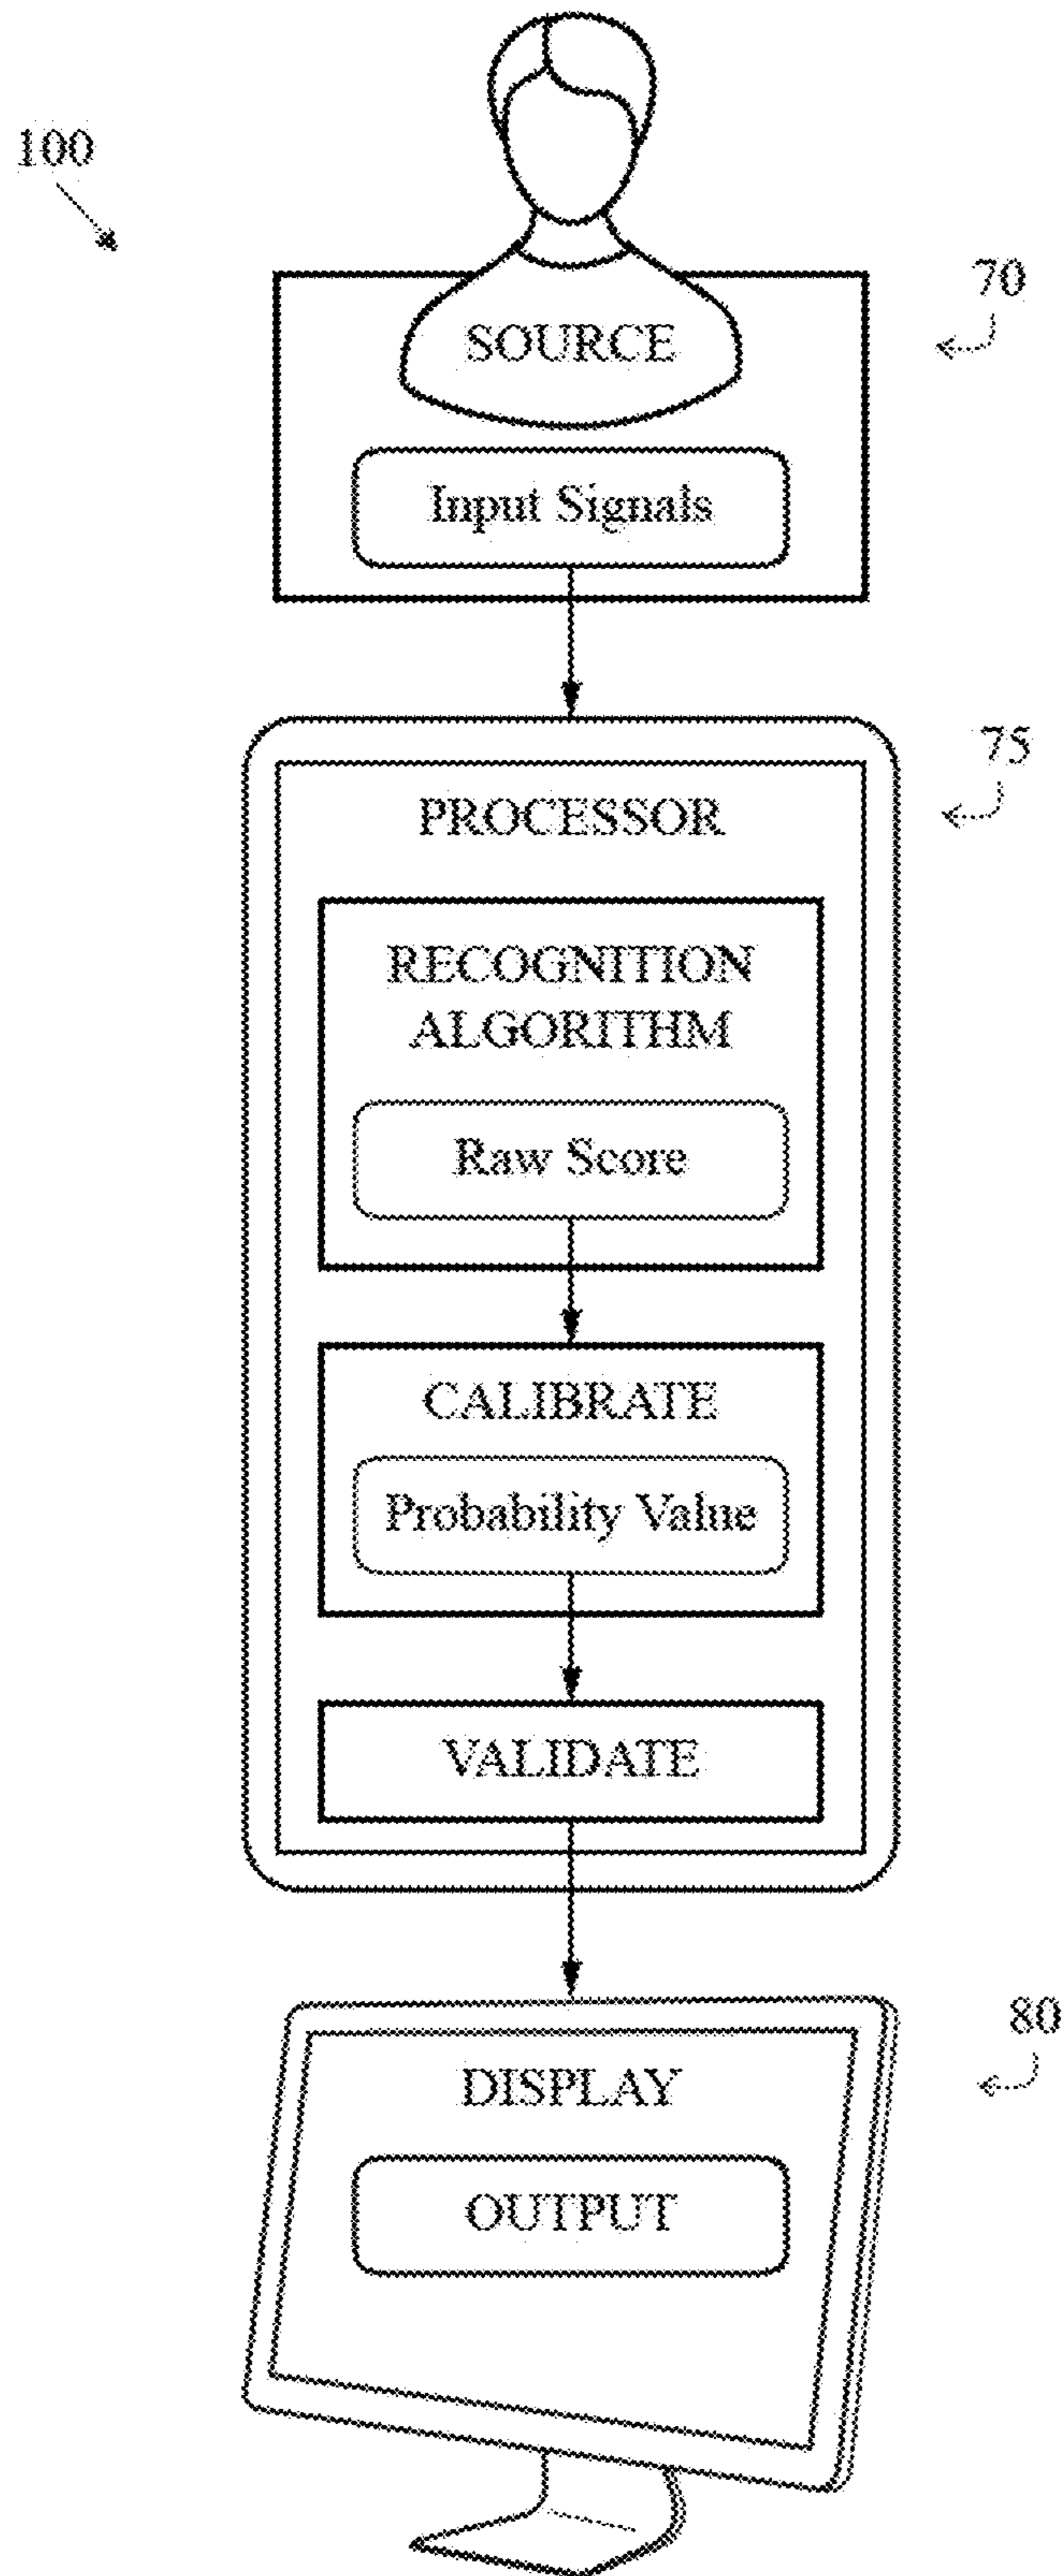 100
70
SOURCE
Input Signals
75
PROCESSOR
RECOGNITION
ALGORITHM
Raw Score
CALIBRATE
Probability Value
VALIDATE
80
DISPLAY
OUTPUT